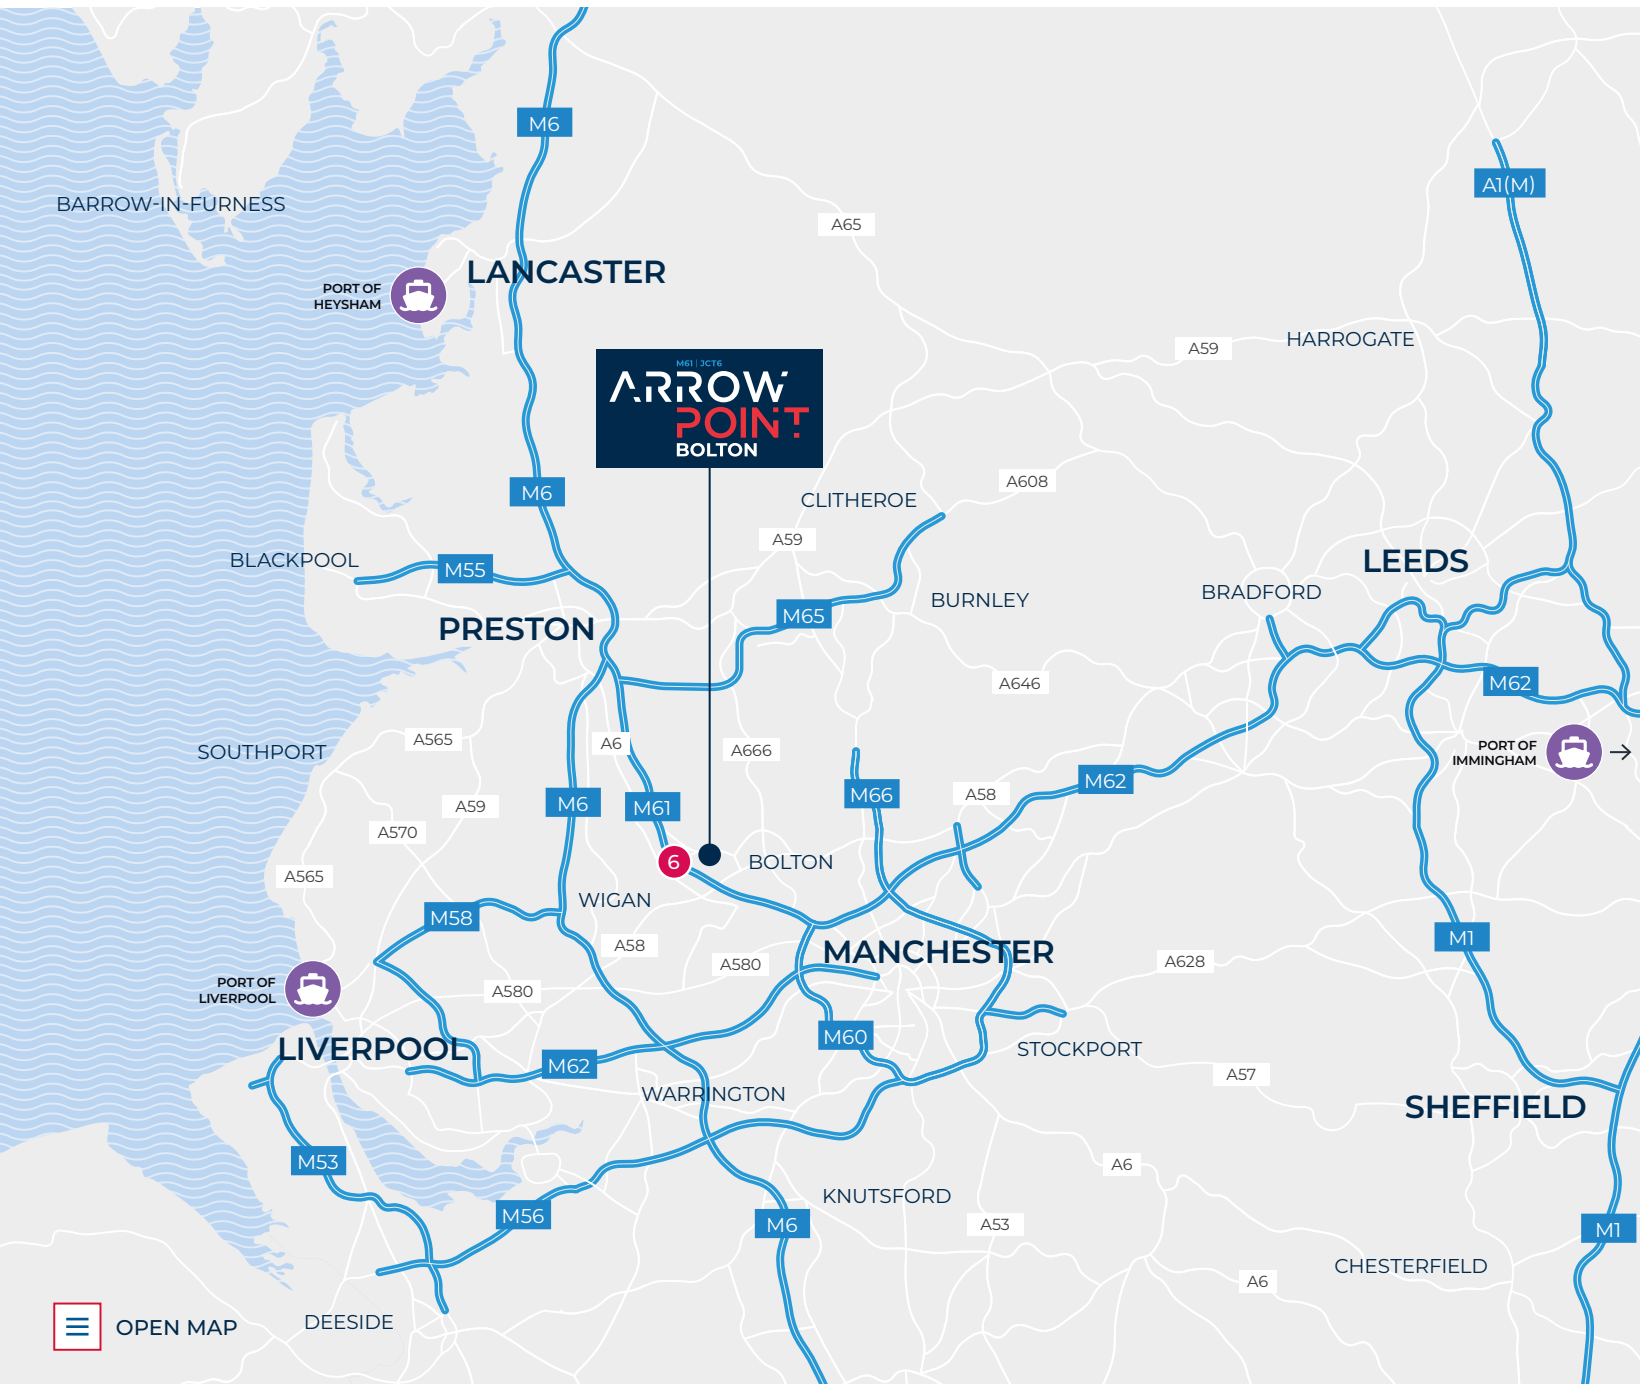 M6
A1(M)
BARROW-IN-FURNESS
A65
LANCASTER
PORT OF
HEYSHAM
HARROGATE
A59
M61 | JCT6
ARROW
POINT
BOLTON
A608
M6
CLITHEROE
A59
BLACKPOOL
M55
LEEDS
BRADFORD
BURNLEY
M65
PRESTON
A646
M62
A565
A6
A666
SOUTHPORT
PORT OF
IMMINGHAM
M62
M66
A58
M6
M61
A59
A570
6
BOLTON
A565
WIGAN
M58
A58
M1
MANCHESTER
A580
A628
PORT OF
LIVERPOOL
A580
M60
LIVERPOOL
STOCKPORT
M62
A57
WARRINGTON
SHEFFIELD
M53
A6
KNUTSFORD
M56
M6
A53
M1
CHESTERFIELD
A6
DEESIDE
OPEN MAP